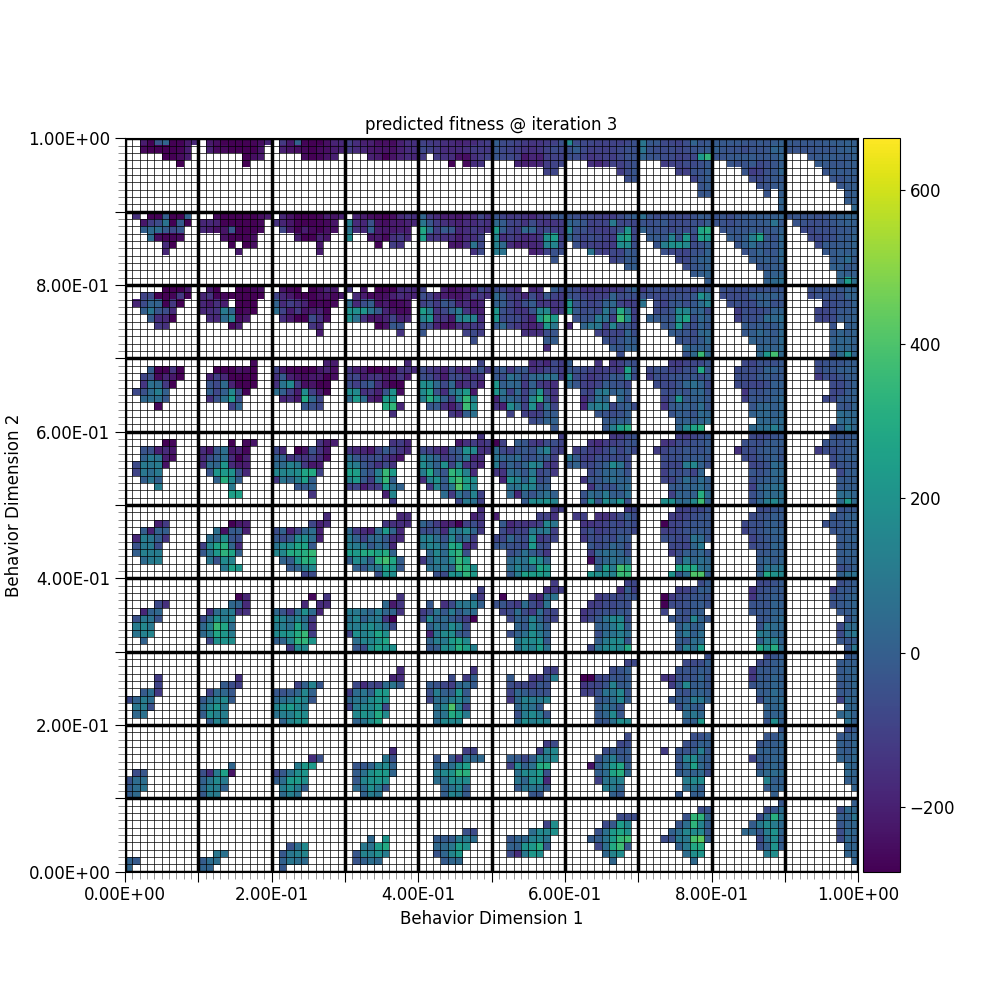 predicted fitness @ iteration 3
1.00E+00
8.00E-01
6.00E-01
4.00E-01
2.00E-01
0.00E+00
Behavior Dimension 2
0.00E+00 2.00E-01 4.00E-01 6.00E-01 8.00E-01 1.00E+00
Behavior Dimension 1
600
400
200
0
−200